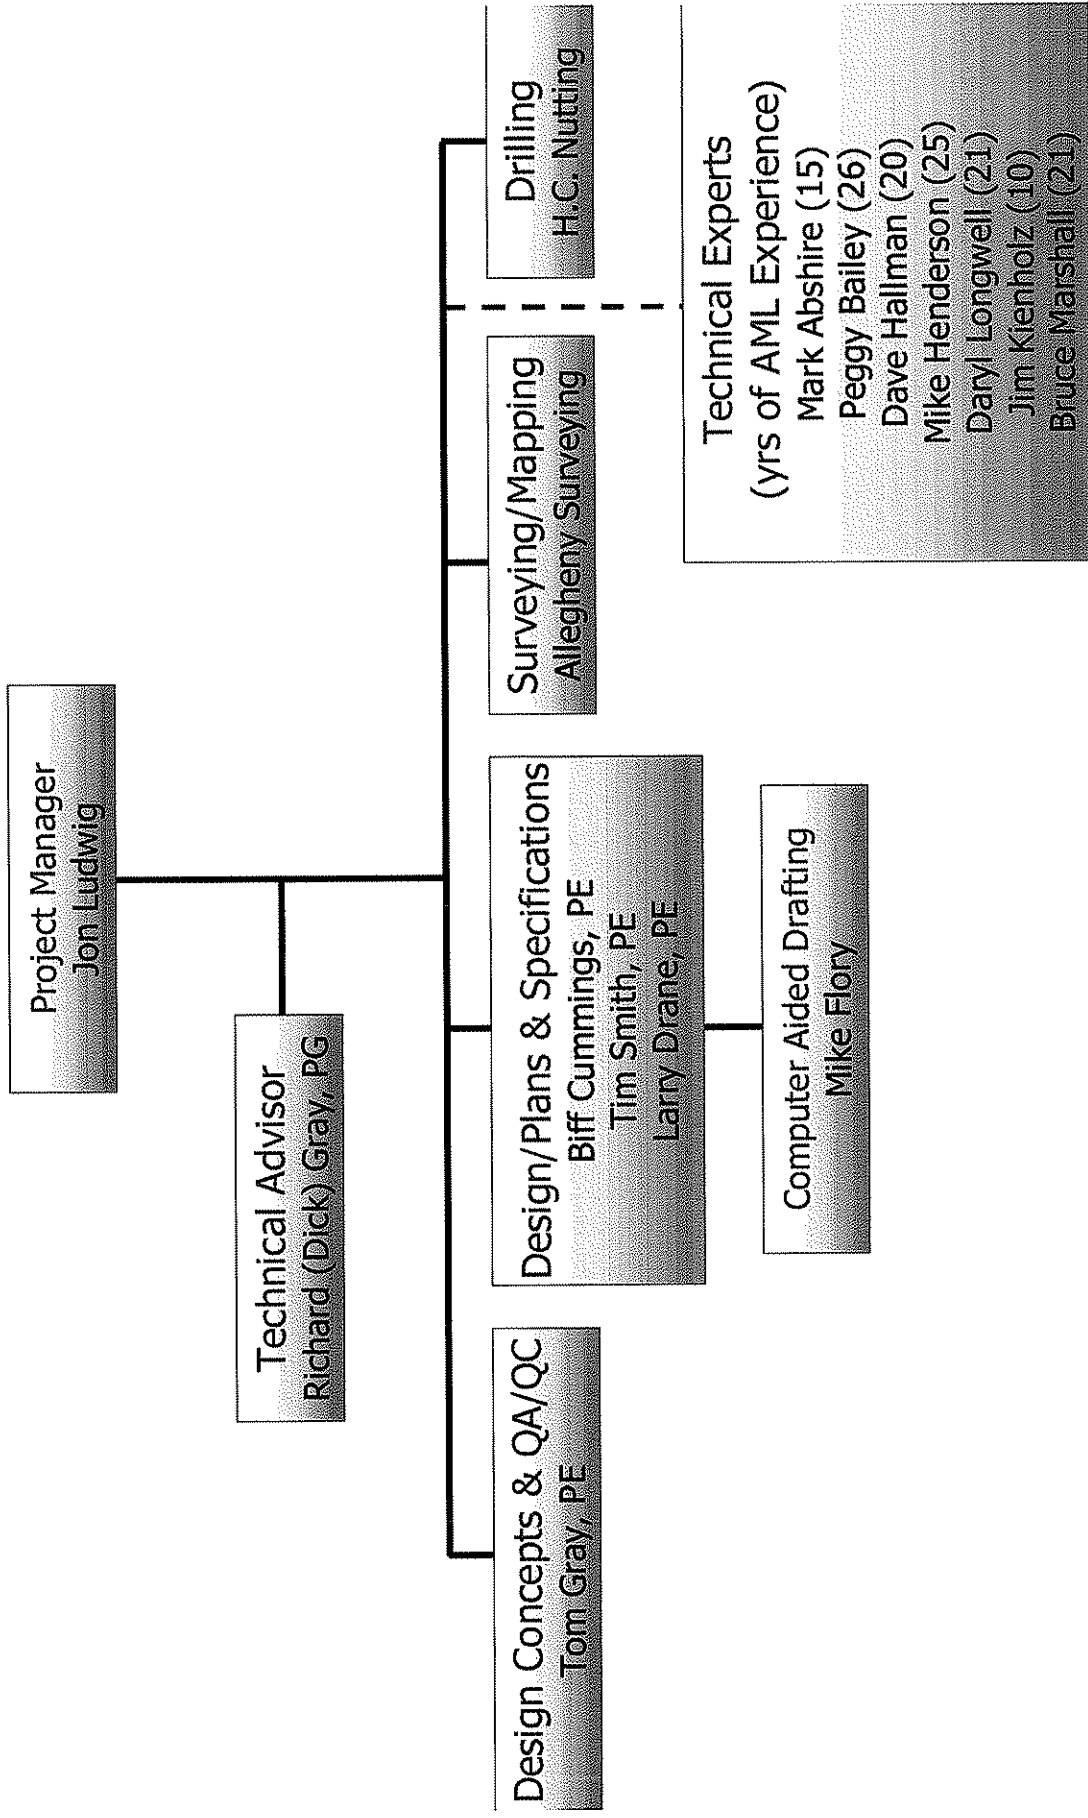 Project Manager
Jon Ludwig
Technical Advisor
Richard (Dick) Gray, PG
Design Concepts & QA/QC
Tom Gray, PE
Design/Plans & Specifications
Biff Cummings, PE
Tim Smith, PE
Larry Drane, PE
Computer Aided Drafting
Mike Flory
Surveying/Mapping
Allegheny Surveying
Drilling
H.C. Nutting
Technical Experts
(yrs of AML Experience)
Mark Abshire (15)
Peggy Bailey (26)
Dave Hallman (20)
Mike Henderson (25)
Daryl Longwell (21)
Jim Kienholz (10)
Bruce Marshall (21)